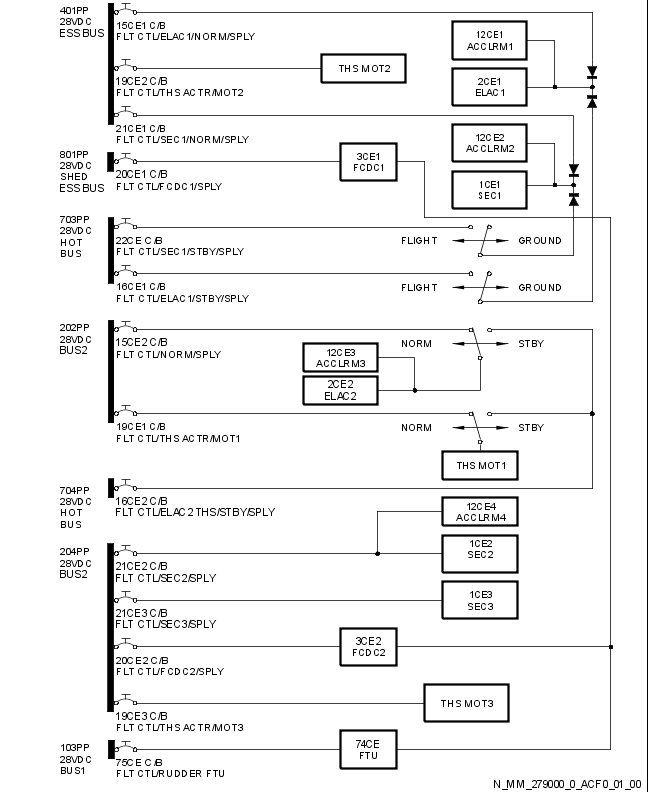 401PP
28VDC
ESS BUS
15CE1 C/B
FLT CTL/ELAC1/NORM/SPLY
12CE1
ACCLRM1
THS MOT2
19CE2 C/B
FLT CTL/THS ACTR/MOT2
2CE1
ELAC1
21CE1 C/B
FLT CTL/SEC1/NORM/SPLY
12CE2
ACCLRM2
801PP
28VDC
SHED
ESS BUS
20CE1 C/B
FLT CTL/FCDC1/SPLY
3CE1
FCDC1
1CE1
SEC1
703PP
28VDC
HOT
BUS
22CE C/B
FLT CTL/SEC1/STBY/SPLY
FLIGHT
GROUND
16CE1 C/B
FLT CTL/ELAC1/STBY/SPLY
FLIGHT
GROUND
202PP
28VDC
BUS2
15CE2 C/B
FLT CTL/NORM/SPLY
NORM
STBY
12CE3
ACCLRM3
2CE2
ELAC2
19CE1 C/B
FLT CTL/THS ACTR/MOT1
NORM
STBY
THS MOT1
704PP
28VDC
HOT
BUS
16CE2 C/B
FLT CTL/ELAC2 THS/STBY/SPLY
12CE4
ACCLRM4
204PP
28VDC
BUS2
21CE2 C/B
FLT CTL/SEC2/SPLY
1CE2
SEC2
21CE3 C/B
FLT CTL/SEC3/SPLY
1CE3
SEC3
20CE2 C/B
FLT CTL/FCDC2/SPLY
3CE2
FCDC2
19CE3 C/B
FLT CTL/THS ACTR/MOT3
THS MOT3
103PP
28VDC
BUS1
75CE C/B
FLT CTL/RUDDER FTU
74CE
FTU
N_MM_279000_0_ACF0_01_00